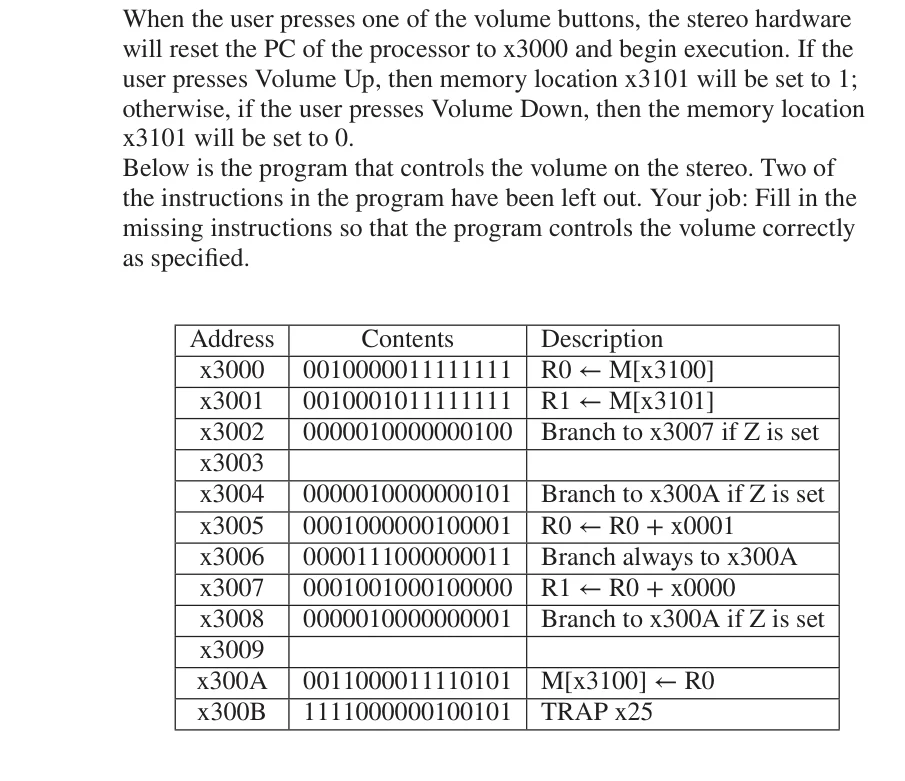 When the user presses one of the volume buttons, the stereo hardware
will reset the PC of the processor to x3000 and begin execution. If the
user presses Volume Up, then memory location x3101 will be set to 1;
otherwise, if the user presses Volume Down, then the memory location
x3101 will be set to 0.
Below is the program that controls the volume on the stereo. Two of
the instructions in the program have been left out. Your job: Fill in the
missing instructions so that the program controls the volume correctly
as specified.
Address Contents Description
x3000 0010000011111111 R0 ← M[x3100]
x3001 0010001011111111 R1 ← M[x3101]
x3002 0000010000000100 Branch to x3007 if Z is set
x3003
x3004 0000010000000101 Branch to x300A if Z is set
x3005 0001000000100001 R0 ← R0 + x0001
x3006 0000111000000011 Branch always to x300A
x3007 0001001000100000 R1 ← R0 + x0000
x3008 0000010000000001 Branch to x300A if Z is set
x3009
x300A 0011000011110101 M[x3100] ← R0
x300B 1111000000100101 TRAP x25